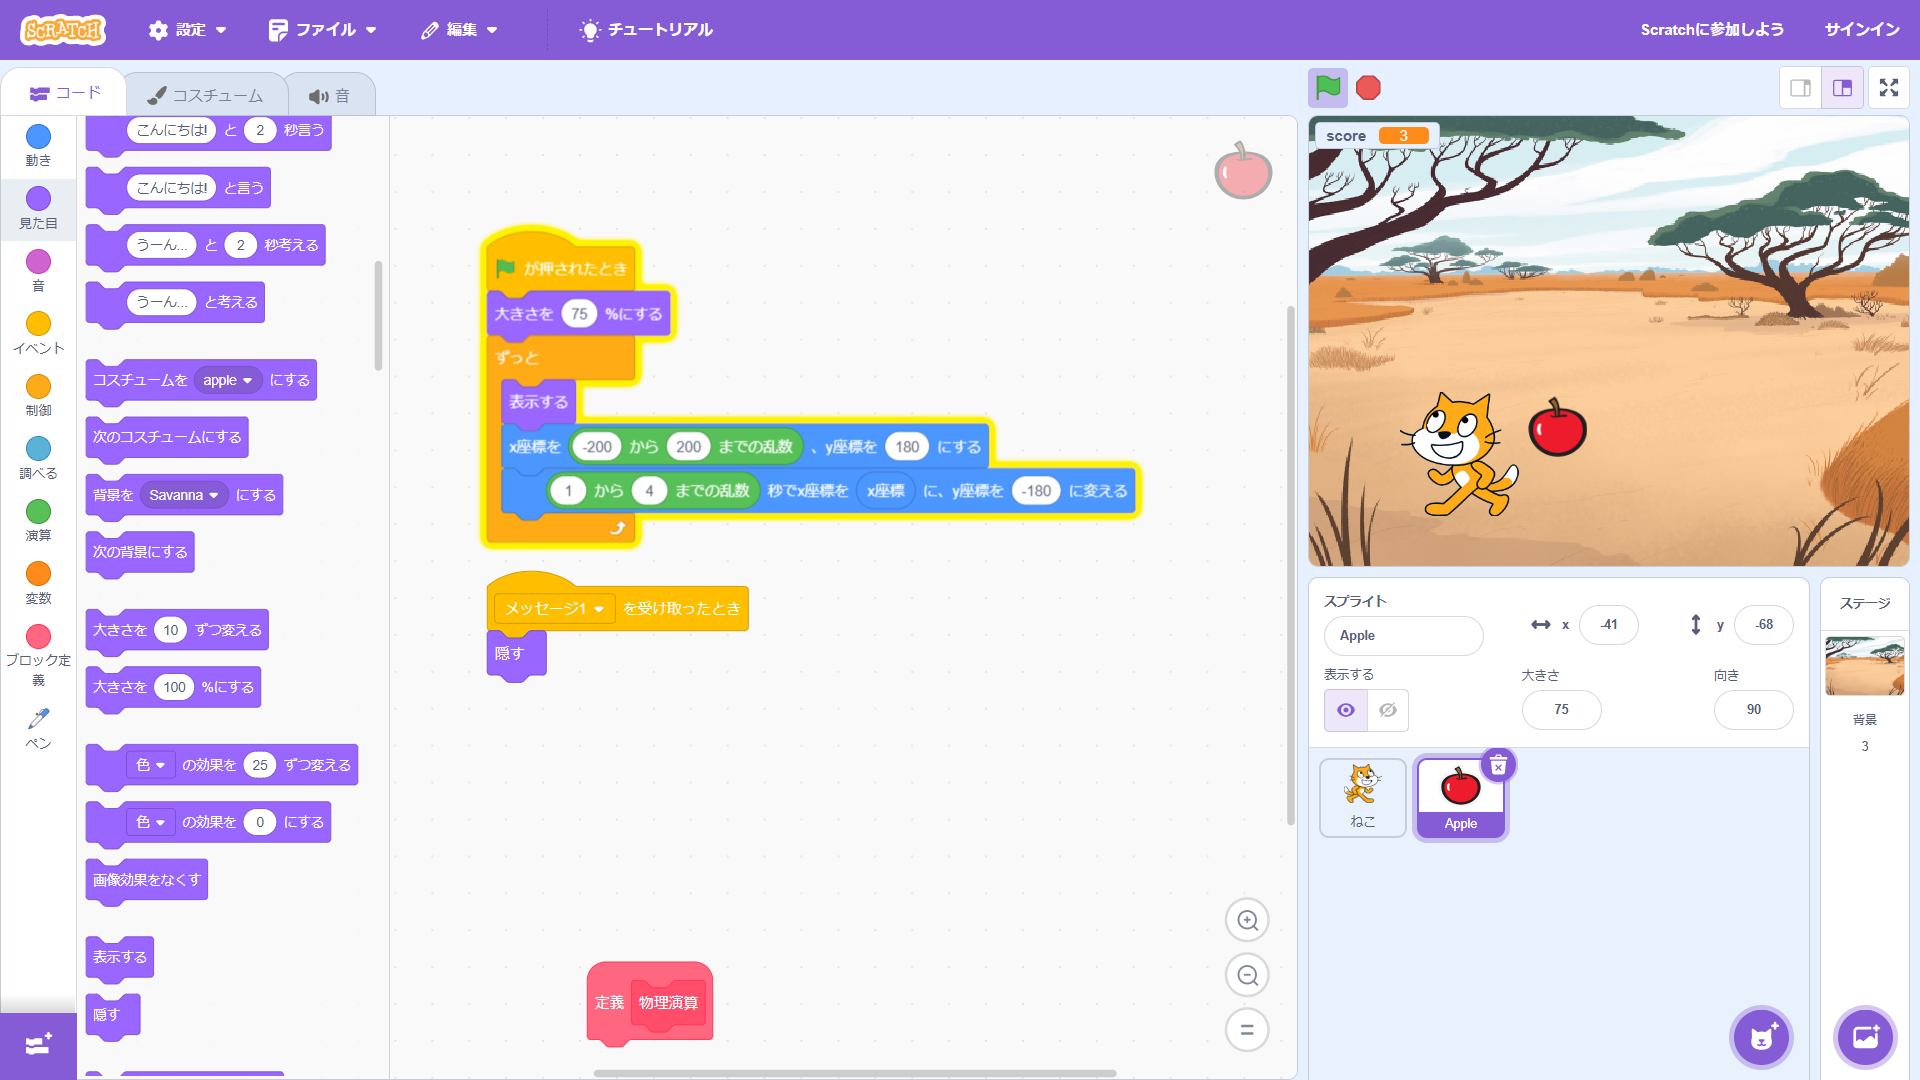 SCRATCH
設定
ファイル
編集
チュートリアル
Scratchに参加しよう
サインイン
コード
コスチューム
音
動き
見た目
音
イベント
制御
調べる
演算
変数
ブロック定
義
ペン
こんにちは! と 2 秒言う
こんにちは! と言う
うーん... と 2 秒考える
うーん... と考える
コスチュームを apple にする
次のコスチュームにする
背景を Savanna にする
次の背景にする
大きさを 10 ずつ変える
大きさを 100 %にする
色 の効果を 25 ずつ変える
色 の効果を 0 にする
画像効果をなくす
表示する
隠す
が押されたとき
大きさを 75 %にする
ずっと
表示する
x座標を -200 から 200 までの乱数 、y座標を 180 にする
1 から 4 までの乱数 秒でx座標を x座標 に、y座標を -180 に変える
メッセージ1 を受け取ったとき
隠す
定義 物理演算
score 3
スプライト
Apple
x -41
y -68
表示する
大きさ 75
向き 90
ねこ
Apple
ステージ
背景
3